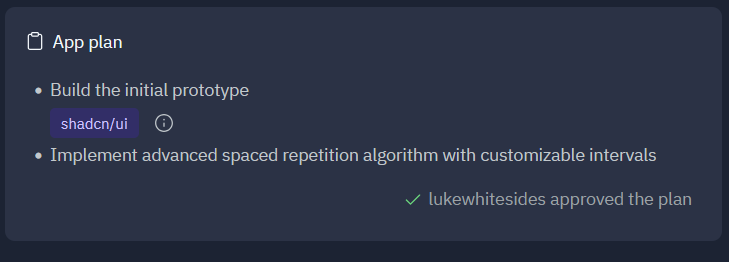 App plan
Build the initial prototype
shadcn/ui
Implement advanced spaced repetition algorithm with customizable intervals
lukewhitesides approved the plan